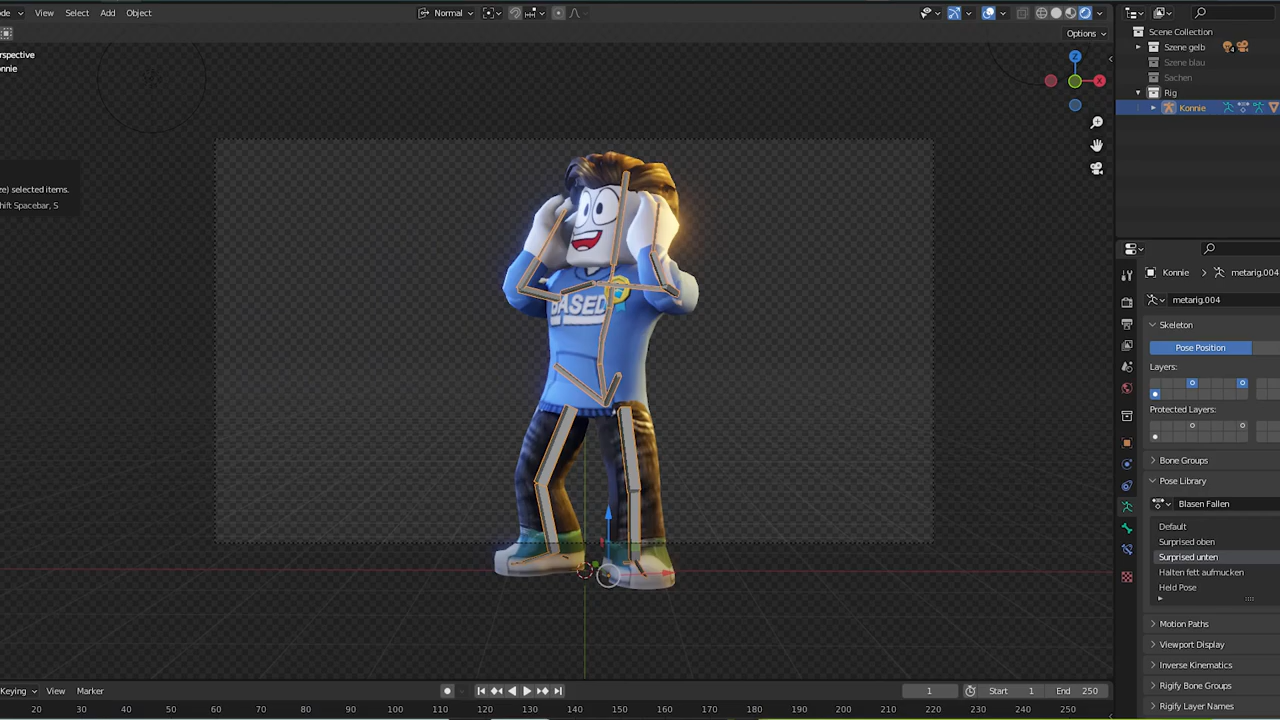 de
View
Select
Add
Object
Normal
Options
spective
onnie
ze) selected items.
hift Spacebar, S
Z
X
BASED
Scene Collection
Szene gelb
4
Szene blau
Sachen
Rig
Konnie
Konnie
metarig.004
metarig.004
Skeleton
Pose Position
Layers:
Protected Layers:
Bone Groups
Pose Library
Blasen Fallen
Default
Surprised oben
Surprised unten
Halten fett aufmucken
Held Pose
Motion Paths
Viewport Display
Inverse Kinematics
Rigify Bone Groups
Rigify Layer Names
Keying
View
Marker
1
Start 1
End 250
20 30 40 50 60 70 80 90 100 110 120 130 140 150 160 170 180 190 200 210 220 230 240 250